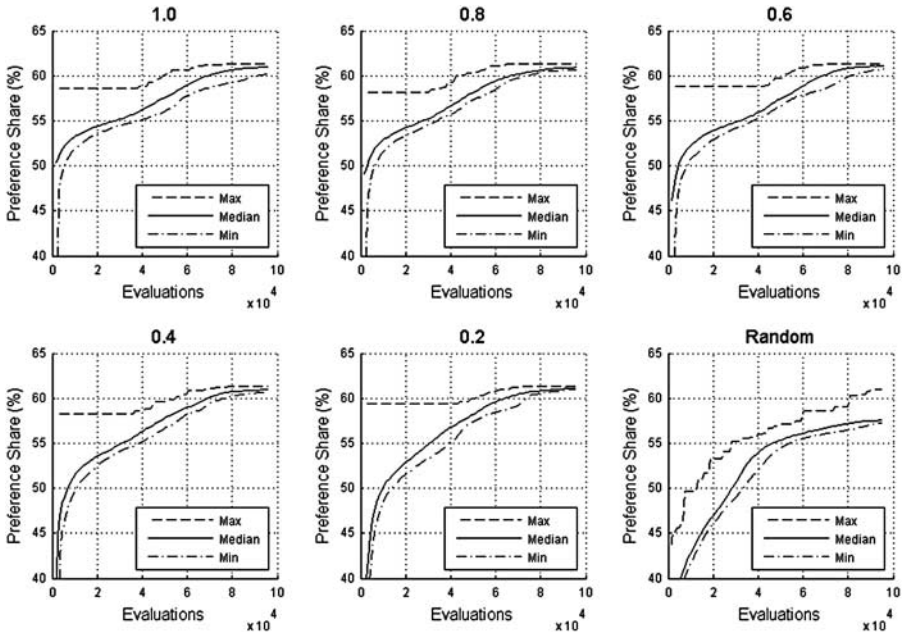 1.0
Preference Share (%)
65
60
55
50
45
40
0 2 4 6 8 10
Evaluations
x 10 4
Max
Median
Min
0.8
Preference Share (%)
65
60
55
50
45
40
0 2 4 6 8 10
Evaluations
x 10 4
Max
Median
Min
0.6
Preference Share (%)
65
60
55
50
45
40
0 2 4 6 8 10
Evaluations
x 10 4
Max
Median
Min
0.4
Preference Share (%)
65
60
55
50
45
40
0 2 4 6 8 10
Evaluations
x 10 4
Max
Median
Min
0.2
Preference Share (%)
65
60
55
50
45
40
0 2 4 6 8 10
Evaluations
x 10 4
Max
Median
Min
Random
Preference Share (%)
65
60
55
50
45
40
0 2 4 6 8 10
Evaluations
x 10 4
Max
Median
Min